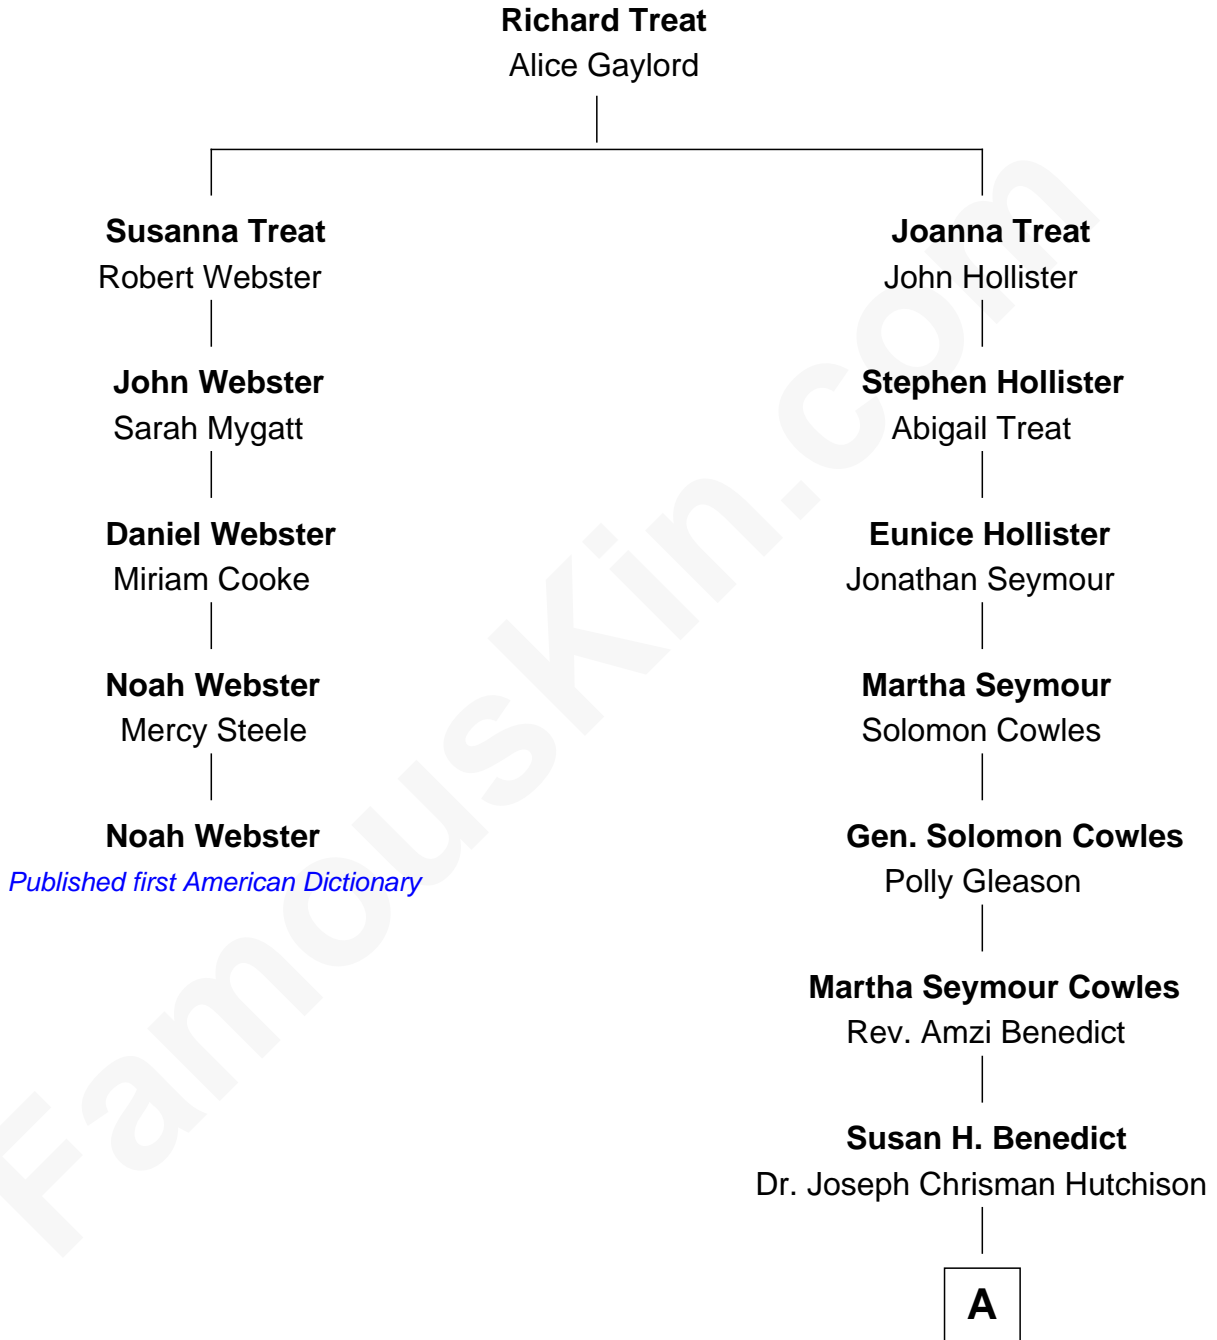 Richard Treat
Alice Gaylord
Susanna Treat
Robert Webster
Joanna Treat
John Hollister
John Webster
Sarah Mygatt
Stephen Hollister
Abigail Treat
Daniel Webster
Miriam Cooke
Eunice Hollister
Jonathan Seymour
Noah Webster
Mercy Steele
Martha Seymour
Solomon Cowles
Noah Webster
Published first American Dictionary
Gen. Solomon Cowles
Polly Gleason
Martha Seymour Cowles
Rev. Amzi Benedict
Susan H. Benedict
Dr. Joseph Chrisman Hutchison
A
FamousKin.com